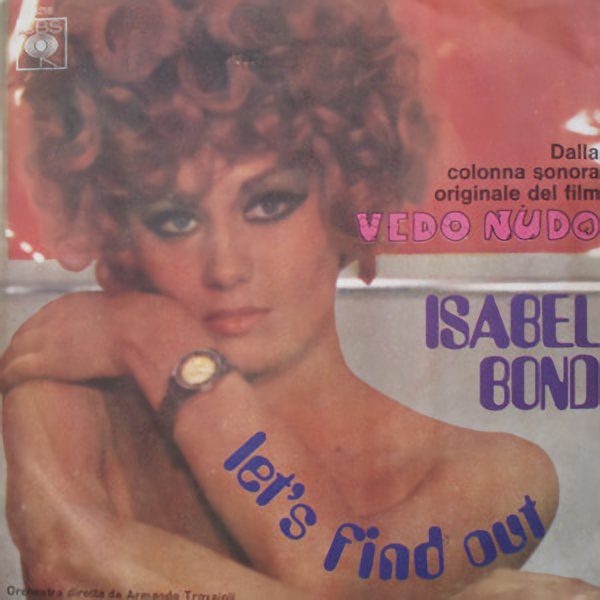 CBS
Dalla
colonna sonora
originale del film
VEDO NUDO
ISABEL
BOND
let's find out
Orchestra diretta da Armando Trovajoli